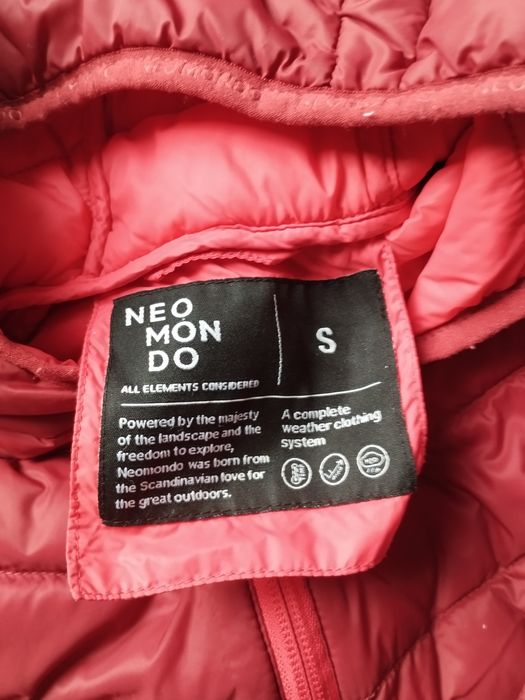 NEO
MON
DO
S
ALL ELEMENTS CONSIDERED
Powered by the majesty
of the landscape and the
freedom to explore,
Neomondo was born from
the Scandinavian love for
the great outdoors.
A complete
weather clothing
system